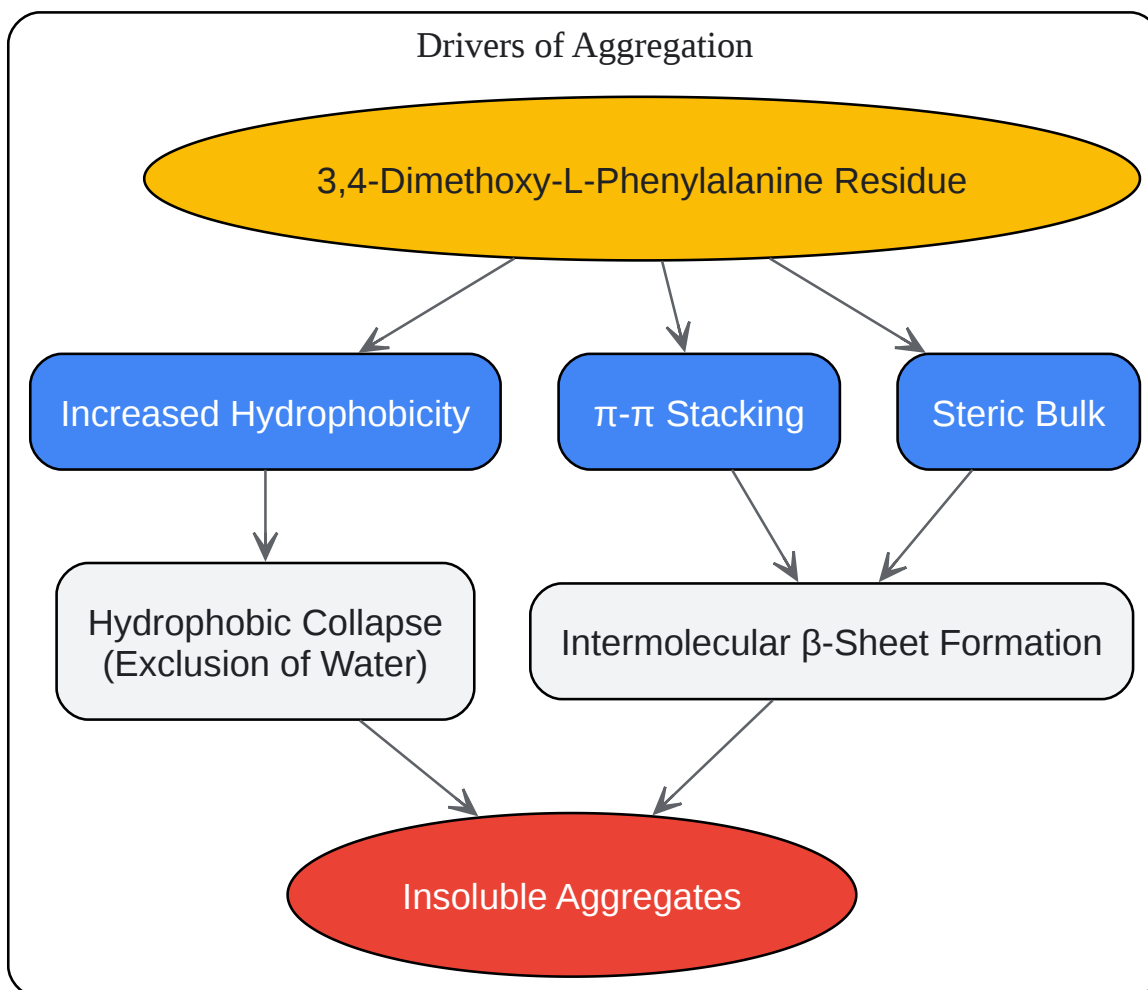 Drivers of Aggregation
3,4-Dimethoxy-L-Phenylalanine Residue
Increased Hydrophobicity
π-π Stacking
Steric Bulk
Hydrophobic Collapse
(Exclusion of Water)
Intermolecular β-Sheet Formation
Insoluble Aggregates